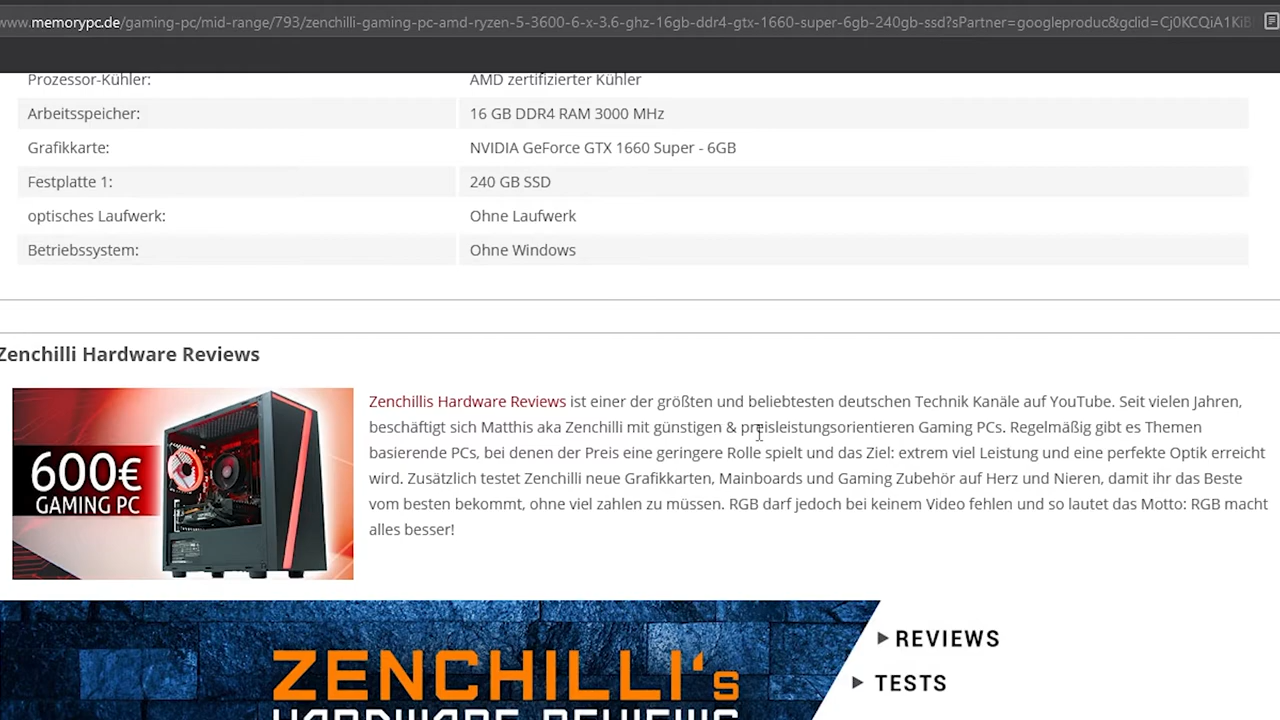 www.memorypc.de/gaming-pc/mid-range/793/zenchilli-gaming-pc-amd-ryzen-5-3600-6-x-3.6-ghz-16gb-ddr4-gtx-1660-super-6gb-240gb-ssd?sPartner=googleproduc&gclid=Cj0KCQiA1KiB
Prozessor-Kühler: AMD zertifizierter Kühler
Arbeitsspeicher: 16 GB DDR4 RAM 3000 MHz
Grafikkarte: NVIDIA GeForce GTX 1660 Super - 6GB
Festplatte 1: 240 GB SSD
optisches Laufwerk: Ohne Laufwerk
Betriebssystem: Ohne Windows
Zenchilli Hardware Reviews
600€
GAMING PC
Zenchillis Hardware Reviews ist einer der größten und beliebtesten deutschen Technik Kanäle auf YouTube. Seit vielen Jahren,
beschäftigt sich Matthis aka Zenchilli mit günstigen & preisleistungsorientieren Gaming PCs. Regelmäßig gibt es Themen
basierende PCs, bei denen der Preis eine geringere Rolle spielt und das Ziel: extrem viel Leistung und eine perfekte Optik erreicht
wird. Zusätzlich testet Zenchilli neue Grafikkarten, Mainboards und Gaming Zubehör auf Herz und Nieren, damit ihr das Beste
vom besten bekommt, ohne viel zahlen zu müssen. RGB darf jedoch bei keinem Video fehlen und so lautet das Motto: RGB macht
alles besser!
ZENCHILLI's
HARDWARE REVIEWS
REVIEWS
TESTS